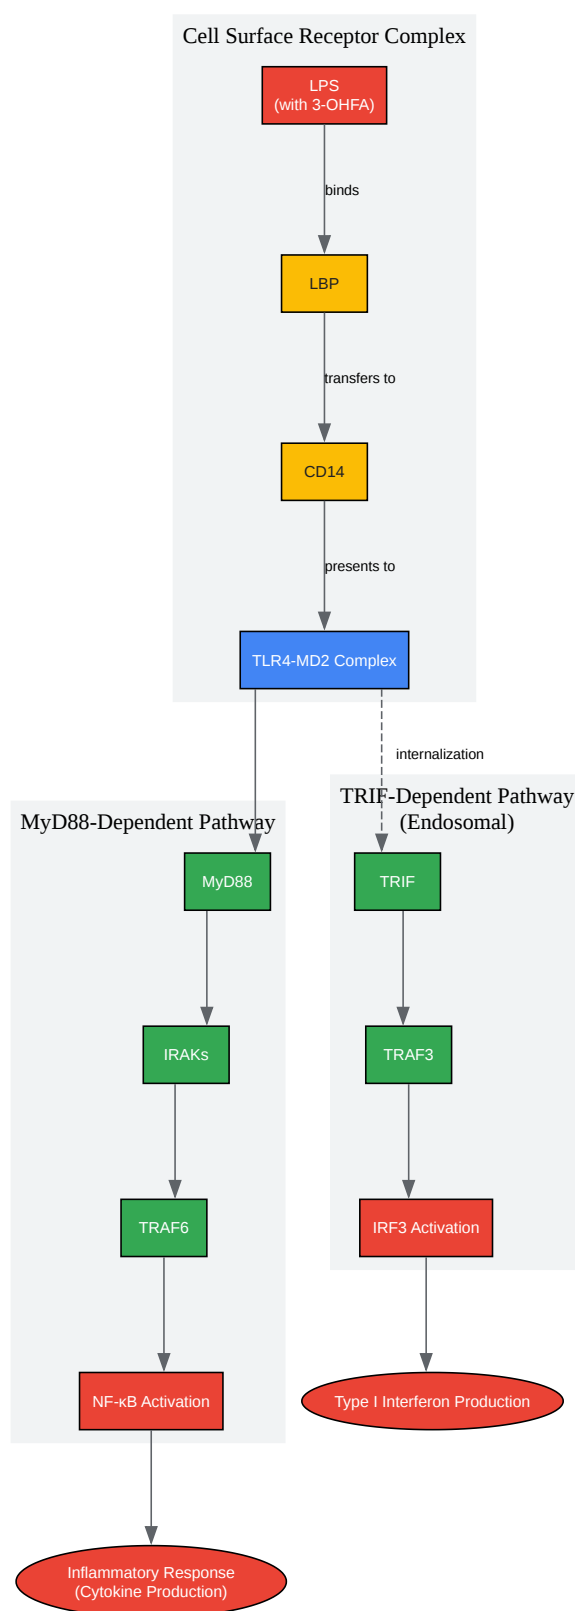 Cell Surface Receptor Complex
LPS
(with 3-OHFA)
binds
LBP
transfers to
CD14
presents to
TLR4-MD2 Complex
internalization
TRIF-Dependent Pathway
(Endosomal)
MyD88-Dependent Pathway
MyD88
TRIF
IRAKs
TRAF3
TRAF6
IRF3 Activation
NF-κB Activation
Type I Interferon Production
Inflammatory Response
(Cytokine Production)